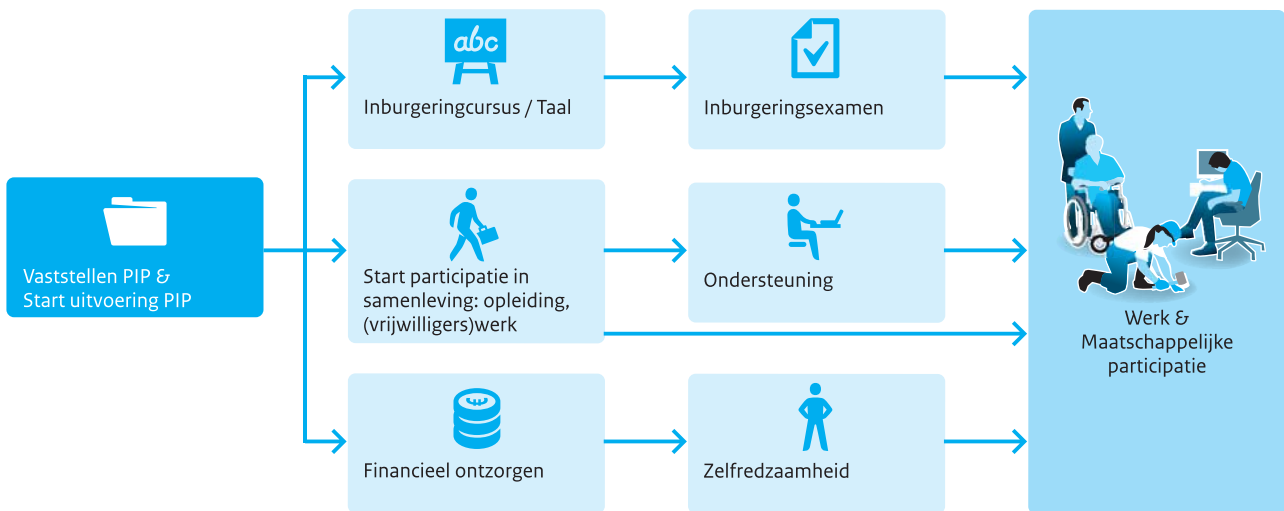 Vaststellen PIP &
Start uitvoering PIP
abc
Inburgeringcursus / Taal
Inburgeringsexamen
Start participatie in
samenleving: opleiding,
(vrijwilligers)werk
Ondersteuning
Financieel ontzorgen
Zelfredzaamheid
Werk &
Maatschappelijke
participatie